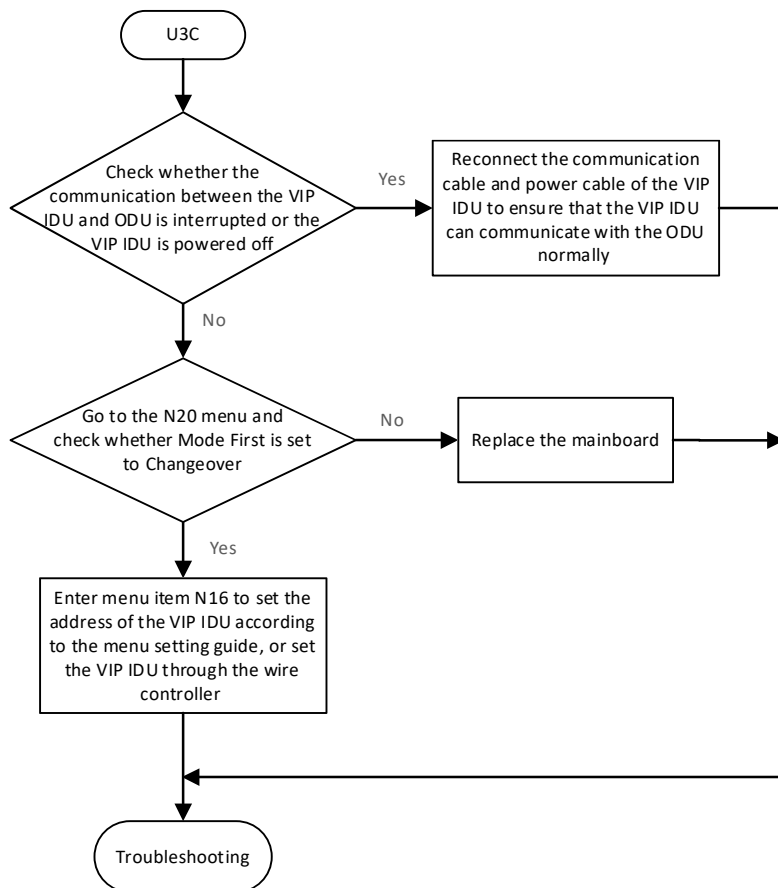 U3C
Check whether the
communication between the VIP
IDU and ODU is interrupted or the
VIP IDU is powered off
Yes
Reconnect the communication
cable and power cable of the VIP
IDU to ensure that the VIP IDU
can communicate with the ODU
normally
No
Go to the N20 menu and
check whether Mode First is set
to Changeover
No
Replace the mainboard
Yes
Enter menu item N16 to set the
address of the VIP IDU according
to the menu setting guide, or set
the VIP IDU through the wire
controller
Troubleshooting